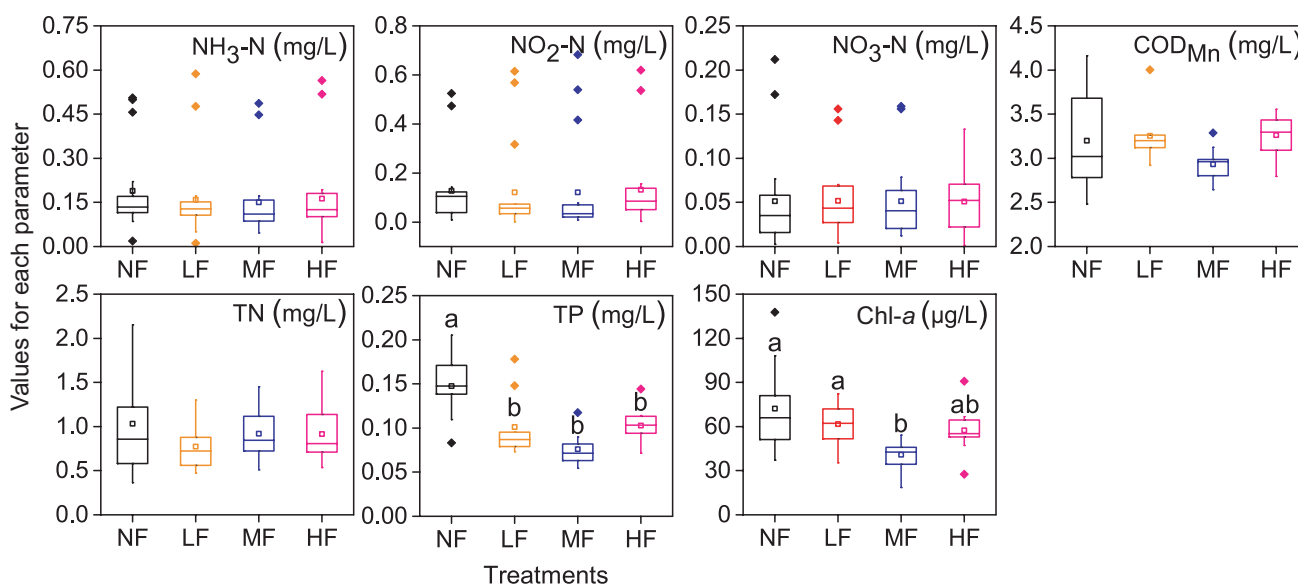 Values for each parameter
NH3-N (mg/L)
0.75
0.60
0.45
0.30
0.15
0.00
NF LF MF HF
NO2-N (mg/L)
0.8
0.6
0.4
0.2
0.0
NF LF MF HF
NO3-N (mg/L)
0.25
0.20
0.15
0.10
0.05
0.00
NF LF MF HF
CODMn (mg/L)
4.5
4.0
3.5
3.0
2.5
2.0
NF LF MF HF
TN (mg/L)
2.5
2.0
1.5
1.0
0.5
0.0
NF LF MF HF
TP (mg/L)
0.25
0.20
0.15
0.10
0.05
0.00
a
b
b
b
NF LF MF HF
Chl-a (µg/L)
150
120
90
60
30
0
a
a
b
ab
NF LF MF HF
Treatments